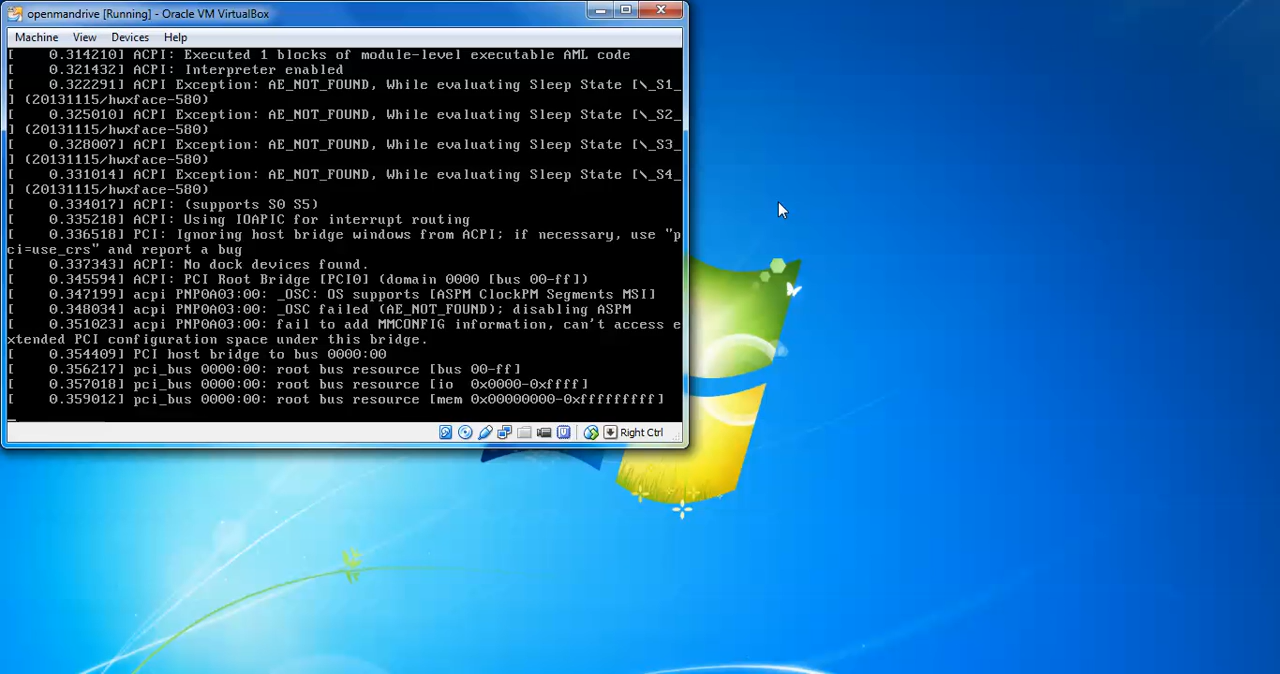 openmandrive [Running] - Oracle VM VirtualBox
Machine View Devices Help
[    0.314210] ACPI: Executed 1 blocks of module-level executable AML code
[    0.321432] ACPI: Interpreter enabled
[    0.322291] ACPI Exception: AE_NOT_FOUND, While evaluating Sleep State [\_S1_
] (20131115/hwxface-580)
[    0.325010] ACPI Exception: AE_NOT_FOUND, While evaluating Sleep State [\_S2_
] (20131115/hwxface-580)
[    0.328007] ACPI Exception: AE_NOT_FOUND, While evaluating Sleep State [\_S3_
] (20131115/hwxface-580)
[    0.331014] ACPI Exception: AE_NOT_FOUND, While evaluating Sleep State [\_S4_
] (20131115/hwxface-580)
[    0.334017] ACPI: (supports S0 S5)
[    0.335218] ACPI: Using IOAPIC for interrupt routing
[    0.336518] PCI: Ignoring host bridge windows from ACPI; if necessary, use "p
ci=use_crs" and report a bug
[    0.337343] ACPI: No dock devices found.
[    0.345594] ACPI: PCI Root Bridge [PCI0] (domain 0000 [bus 00-ff])
[    0.347199] acpi PNP0A03:00: _OSC: OS supports [ASPM ClockPM Segments MSI]
[    0.348034] acpi PNP0A03:00: _OSC failed (AE_NOT_FOUND); disabling ASPM
[    0.351023] acpi PNP0A03:00: fail to add MMCONFIG information, can't access e
xtended PCI configuration space under this bridge.
[    0.354409] PCI host bridge to bus 0000:00
[    0.356217] pci_bus 0000:00: root bus resource [bus 00-ff]
[    0.357018] pci_bus 0000:00: root bus resource [io  0x0000-0xffff]
[    0.359012] pci_bus 0000:00: root bus resource [mem 0x00000000-0xfffffffff]
Right Ctrl